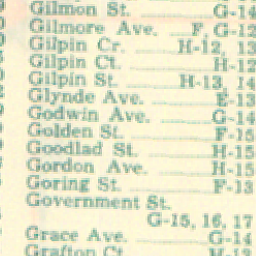 Gilmon St. G-14
Gilmore Ave. F, G-12
Gilpin Cr. H-12, 13
Gilpin Ct. H-12
Gilpin St. H-13, 14
Glynde Ave. E-13
Godwin Ave. G-14
Golden St. F-15
Goodlad St. H-15
Gordon Ave. H-15
Goring St. F-13
Government St.
G-15, 16, 17
Grace Ave. G-14
Grafton Ct.